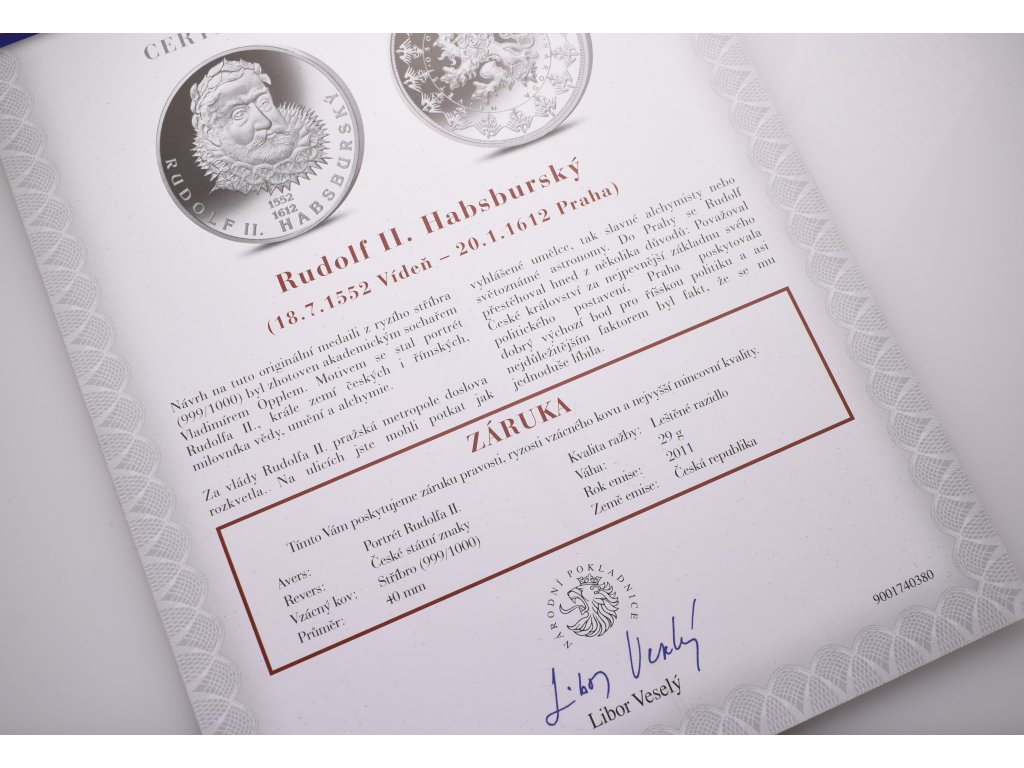 CERT
RUDOLF II. HABSBURSKÝ
1552
1612
Rudolf II. Habsburský
(18.7.1552 Vídeň – 20.1.1612 Praha)
Návrh na tuto originální medaili z ryzího stříbra
(999/1000) byl zhotoven akademickým sochařem
Vladimírem Opplem. Motivem se stal portrét
Rudolfa II., krále zemí českých i římských,
milovníka vědy, umění a alchymie.
Za vlády Rudolfa II. pražská metropole doslova
rozkvetla. Na ulicích jste mohli potkat jak
vyhlášené umělce, tak slavné alchymisty nebo
světoznámé astronomy. Do Prahy se Rudolf
přestěhoval hned z několika důvodů: Považoval
České království za nejpevnější základnu svého
politického postavení, Praha poskytovala
dobrý výchozí bod pro říšskou politiku a asi
nejdůležitějším faktorem byl fakt, že se mu
jednoduše líbila.
ZÁRUKA
Tímto Vám poskytujeme záruku pravosti, ryzosti vzácného kovu a nejvyšší mincovní kvality.
Avers: Portrét Rudolfa II.
Revers: České státní znaky
Vzácný kov: Stříbro (999/1000)
Průměr: 40 mm
Kvalita ražby: Leštěné razidlo
Váha: 29 g
Rok emise: 2011
Země emise: Česká republika
NÁRODNÍ POKLADNICE
9001740380
Libor Veselý
Libor Veselý